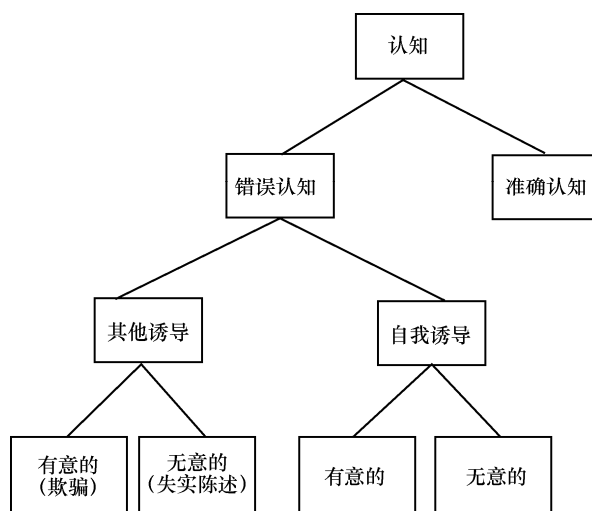 认知
错误认知
准确认知
其他诱导
自我诱导
有意的
(欺骗)
无意的
(失实陈述)
有意的
无意的